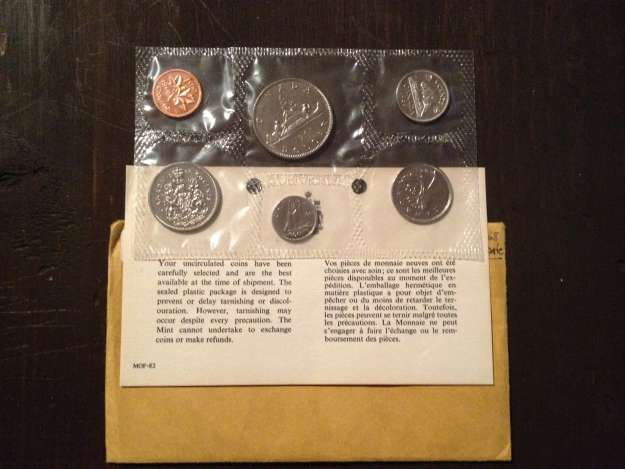 CANADA
DOLLAR
Your uncirculated coins have been
carefully selected and are the best
available at the time of shipment. The
sealed plastic package is designed to
prevent or delay tarnishing or discol-
ouration. However, tarnishing may
occur despite every precaution. The
Mint cannot undertake to exchange
coins or make refunds.
Vos pièces de monnaie neuves ont été
choisies avec soin; ce sont les meilleures
pièces disponibles au moment de l'ex-
pédition. L'emballage hermétique en
matière plastique a pour objet d'em-
pêcher ou du moins de retarder le ter-
nissage et la décoloration. Toutefois,
les pièces peuvent se ternir malgré toutes
les précautions. La Monnaie ne peut
s'engager à faire l'échange ou le rem-
boursement des pièces.
MOF-82